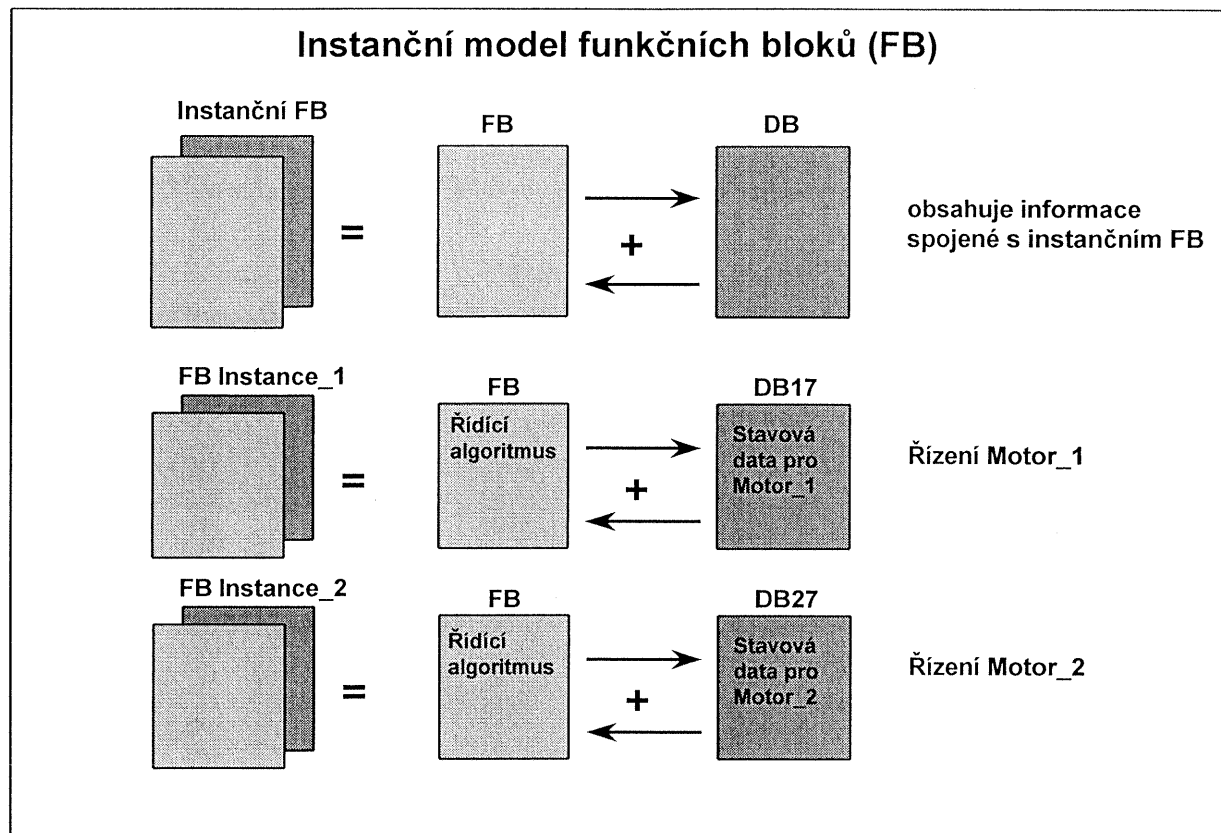 Instanční model funkčních bloků (FB)
Instanční FB
FB
DB
=
+
obsahuje informace
spojené s instančním FB
FB Instance_1
FB
DB17
Řídící
algoritmus
Stavová
data pro
Motor_1
=
+
Řízení Motor_1
FB Instance_2
FB
DB27
Řídící
algoritmus
Stavová
data pro
Motor_2
=
+
Řízení Motor_2